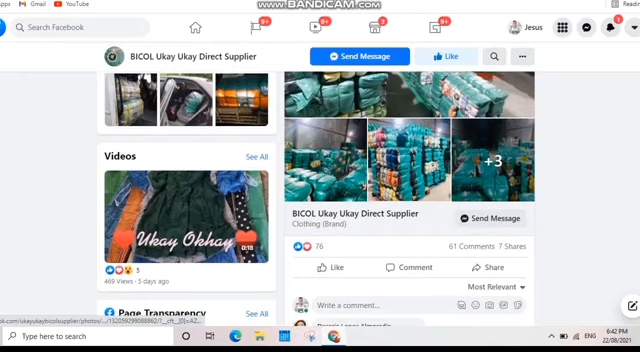 Gmail
YouTube
WWW.BANDICAM.COM
Search Facebook
9+
9+
3
9+
Jesus
1
BICOL Ukay Ukay Direct Supplier
Send Message
Like
Videos
See All
Ukay Okhay
0:18
5
469 Views · 5 days ago
Page Transparency
See All
+3
BICOL Ukay Ukay Direct Supplier
Clothing (Brand)
Send Message
76
61 Comments 7 Shares
Like
Comment
Share
Most Relevant
Write a comment...
Type here to search
6:42 PM
22/08/2021